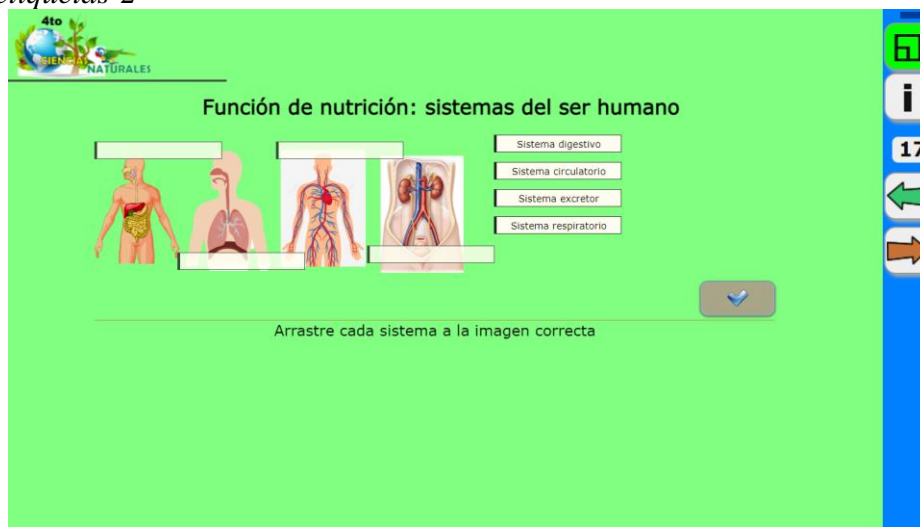 4to
CIENCIAS
NATURALES
i
17
Función de nutrición: sistemas del ser humano
Sistema digestivo
Sistema circulatorio
Sistema excretor
Sistema respiratorio
Arrastre cada sistema a la imagen correcta